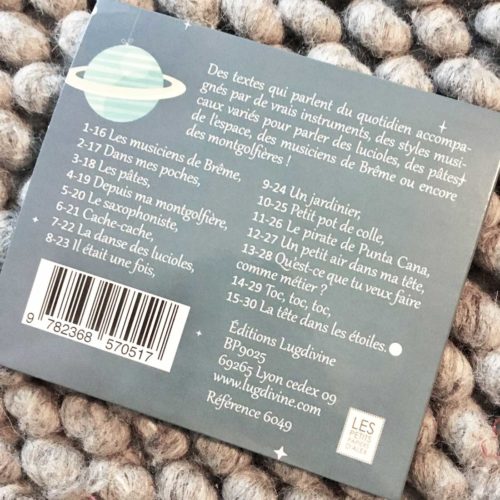 Des textes qui parlent du quotidien accompa-
gnés par de vrais instruments, des styles musi-
caux variés pour parler des lucioles, des pâtes,
de l'espace, des musiciens de Brême ou encore
des montgolfières !
1-16 Les musiciens de Brême,
2-17 Dans mes poches,
3-18 Les pâtes,
4-19 Depuis ma montgolfière,
5-20 Le saxophoniste,
6-21 Cache-cache,
7-22 La danse des lucioles,
8-23 Il était une fois,
9-24 Un jardinier,
10-25 Petit pot de colle,
11-26 Le pirate de Punta Cana,
12-27 Un petit air dans ma tête,
13-28 Qu'est-ce que tu veux faire
comme métier ?
14-29 Toc, toc, toc,
15-30 La tête dans les étoiles.
9 782368 570517
Éditions Lugdivine
BP9025
69265 Lyon cedex 09
www.lugdivine.com
Référence 6049
LES
PETITS